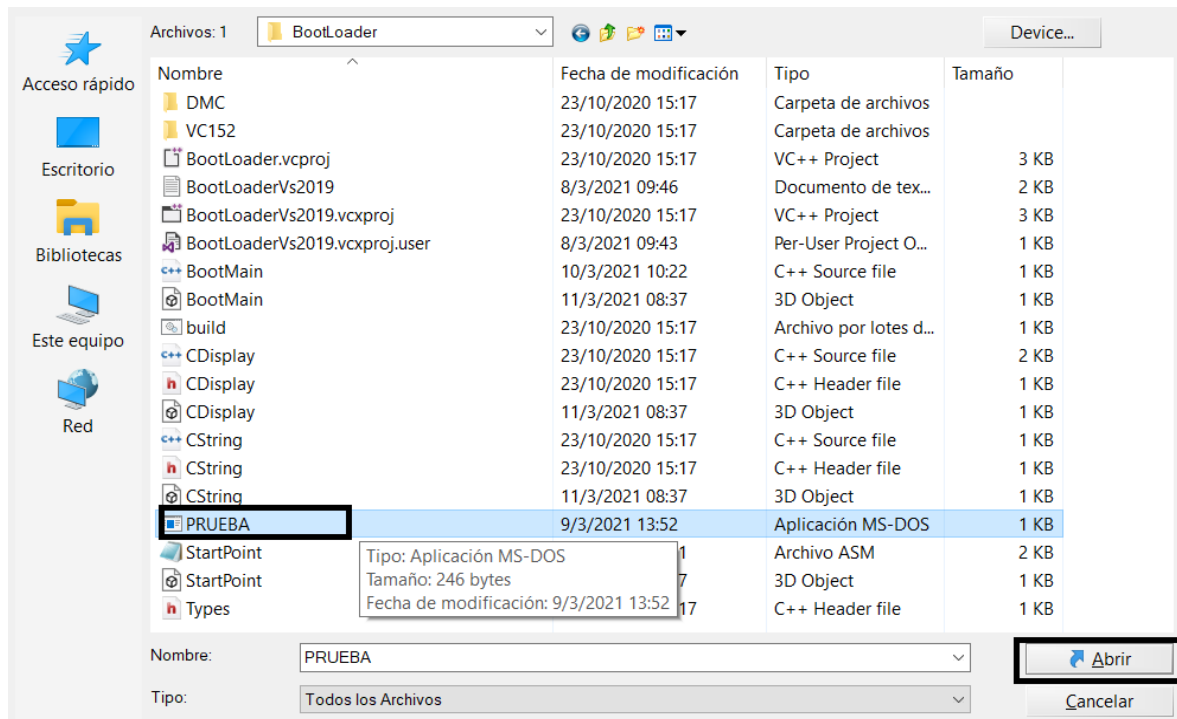 Archivos: 1 BootLoader Device...
Acceso rápido
Escritorio
Bibliotecas
Este equipo
Red
Nombre Fecha de modificación Tipo Tamaño
DMC 23/10/2020 15:17 Carpeta de archivos
VC152 23/10/2020 15:17 Carpeta de archivos
BootLoader.vcproj 23/10/2020 15:17 VC++ Project 3 KB
BootLoaderVs2019 8/3/2021 09:46 Documento de tex... 2 KB
BootLoaderVs2019.vcxproj 23/10/2020 15:17 VC++ Project 3 KB
BootLoaderVs2019.vcxproj.user 8/3/2021 09:43 Per-User Project O... 1 KB
BootMain 10/3/2021 10:22 C++ Source file 1 KB
BootMain 11/3/2021 08:37 3D Object 1 KB
build 23/10/2020 15:17 Archivo por lotes d... 1 KB
CDisplay 23/10/2020 15:17 C++ Source file 2 KB
CDisplay 23/10/2020 15:17 C++ Header file 1 KB
CDisplay 11/3/2021 08:37 3D Object 1 KB
CString 23/10/2020 15:17 C++ Source file 1 KB
CString 23/10/2020 15:17 C++ Header file 1 KB
CString 11/3/2021 08:37 3D Object 1 KB
PRUEBA 9/3/2021 13:52 Aplicación MS-DOS 1 KB
StartPoint 1 Archivo ASM 2 KB
StartPoint 7 3D Object 1 KB
Types 17 C++ Header file 1 KB
Tipo: Aplicación MS-DOS
Tamaño: 246 bytes
Fecha de modificación: 9/3/2021 13:52
Nombre: PRUEBA Abrir
Tipo: Todos los Archivos Cancelar